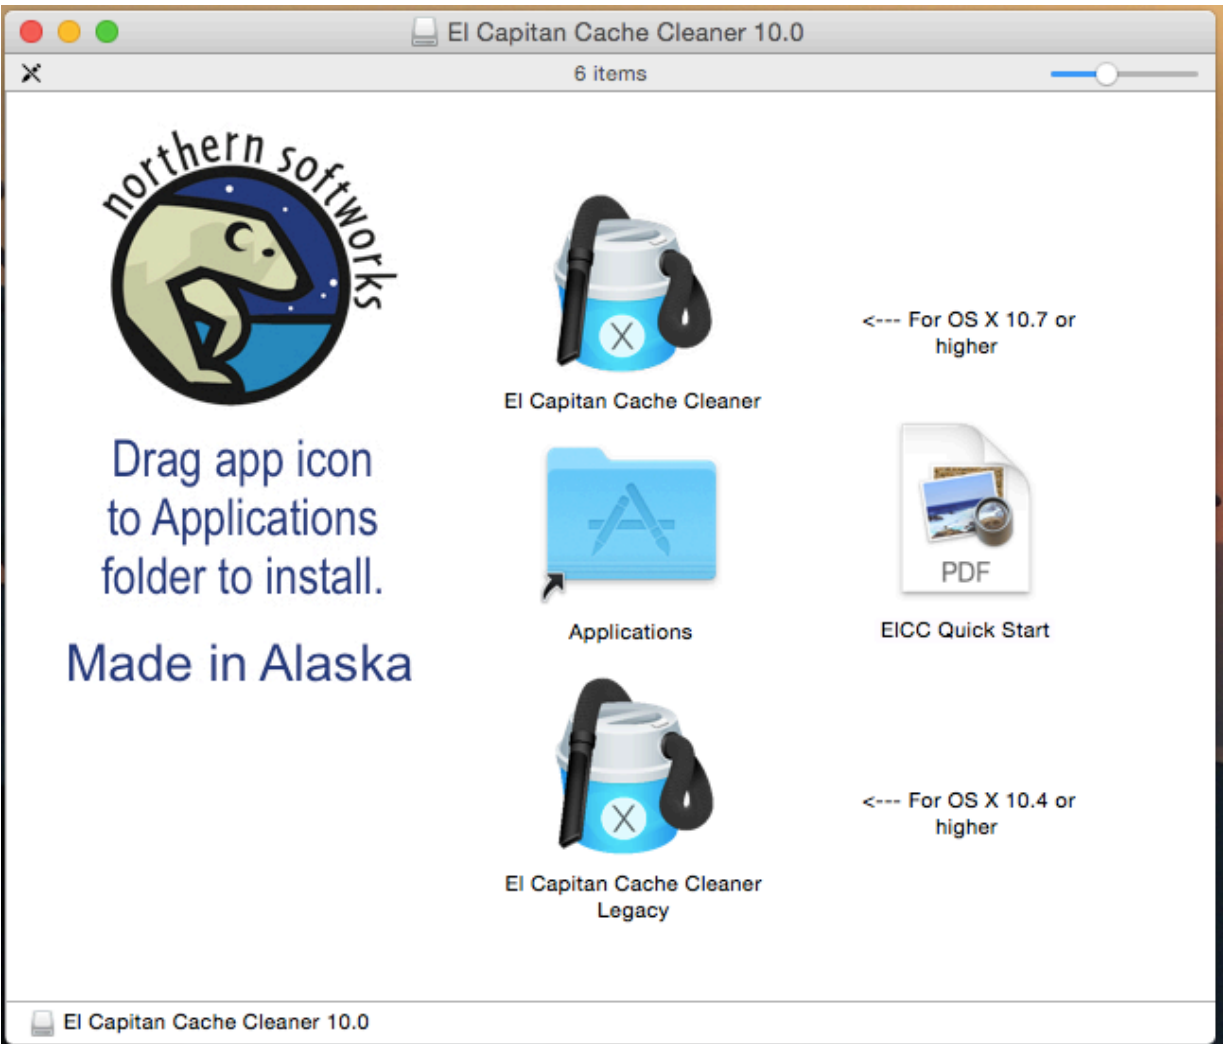 El Capitan Cache Cleaner 10.0
6 items
northern softworks
Drag app icon
to Applications
folder to install.
Made in Alaska
X
El Capitan Cache Cleaner
<--- For OS X 10.7 or
higher
Applications
PDF
ElCC Quick Start
X
El Capitan Cache Cleaner
Legacy
<--- For OS X 10.4 or
higher
El Capitan Cache Cleaner 10.0